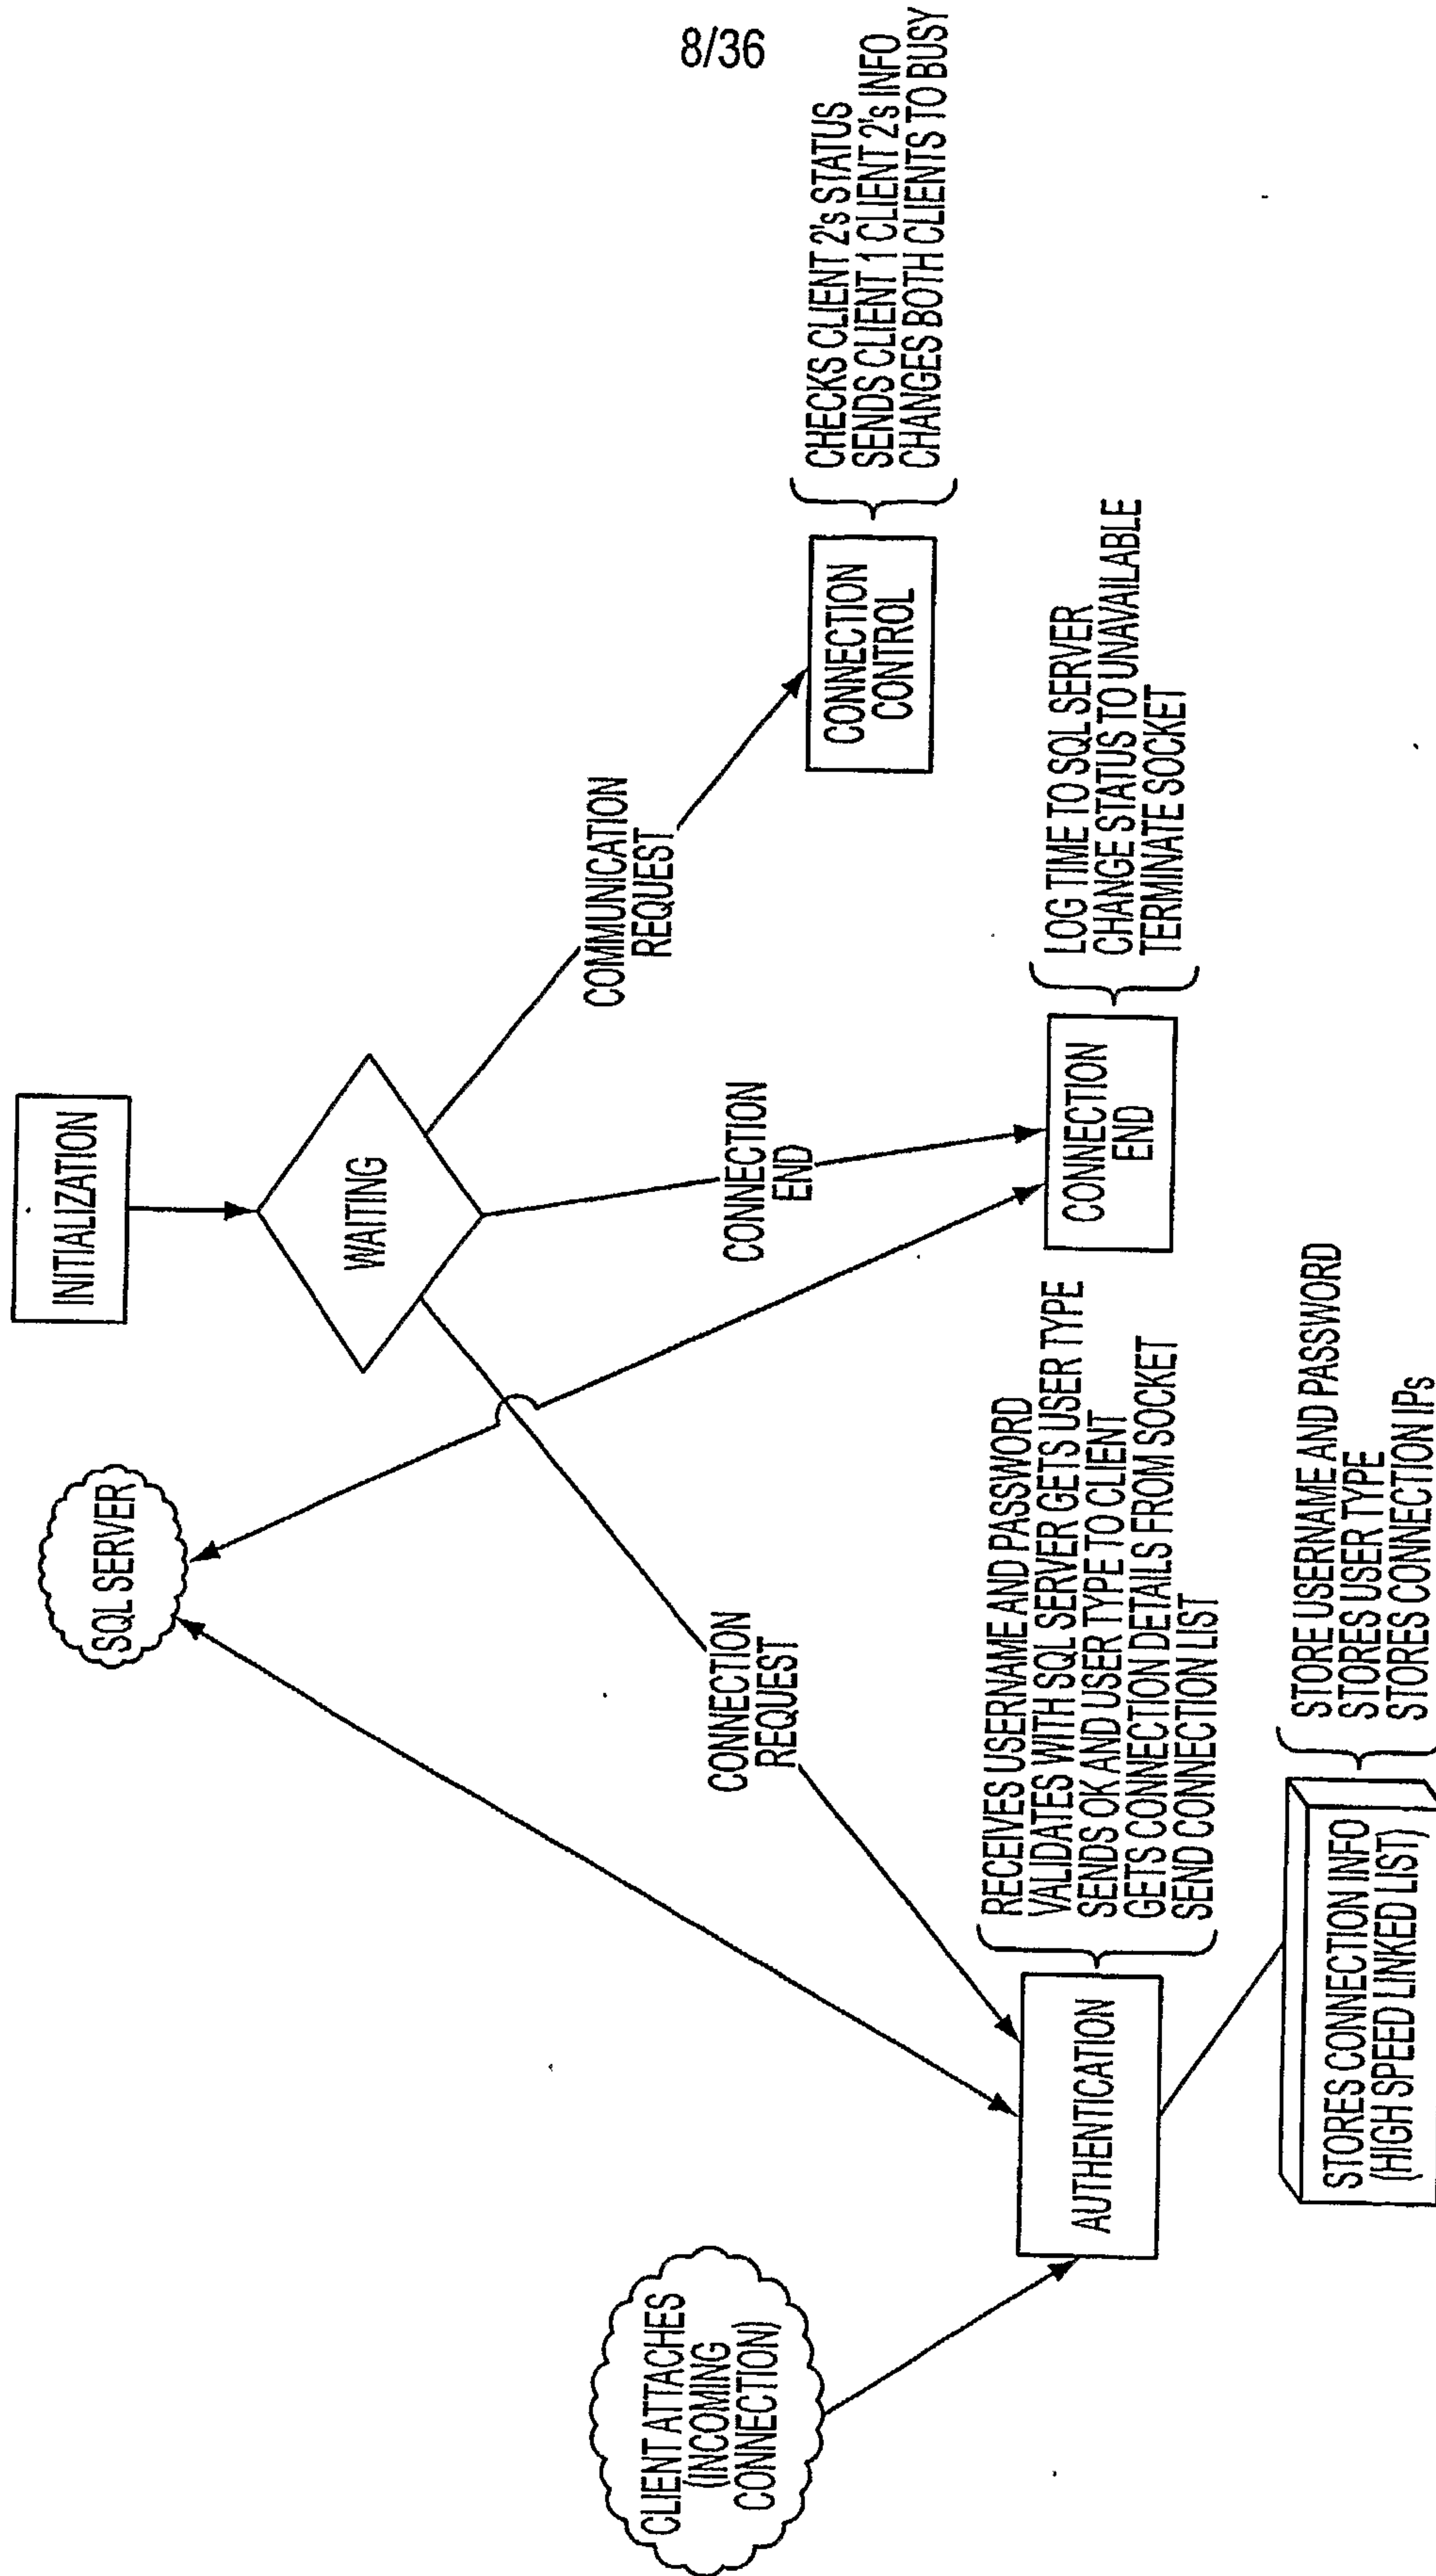 8/36
INITIALIZATION
SQL SERVER
WAITING
CLIENT ATTACHES
(INCOMING
CONNECTION)
CONNECTION
REQUEST
CONNECTION
END
COMMUNICATION
REQUEST
AUTHENTICATION
RECEIVES USERNAME AND PASSWORD
VALIDATES WITH SQL SERVER GETS USER TYPE
SENDS OK AND USER TYPE TO CLIENT
GETS CONNECTION DETAILS FROM SOCKET
SEND CONNECTION LIST
CONNECTION
END
LOG TIME TO SQL SERVER
CHANGE STATUS TO UNAVAILABLE
TERMINATE SOCKET
CONNECTION
CONTROL
CHECKS CLIENT 2's STATUS
SENDS CLIENT 1 CLIENT 2's INFO
CHANGES BOTH CLIENTS TO BUSY
STORES CONNECTION INFO
(HIGH SPEED LINKED LIST)
STORE USERNAME AND PASSWORD
STORES USER TYPE
STORES CONNECTION IPs